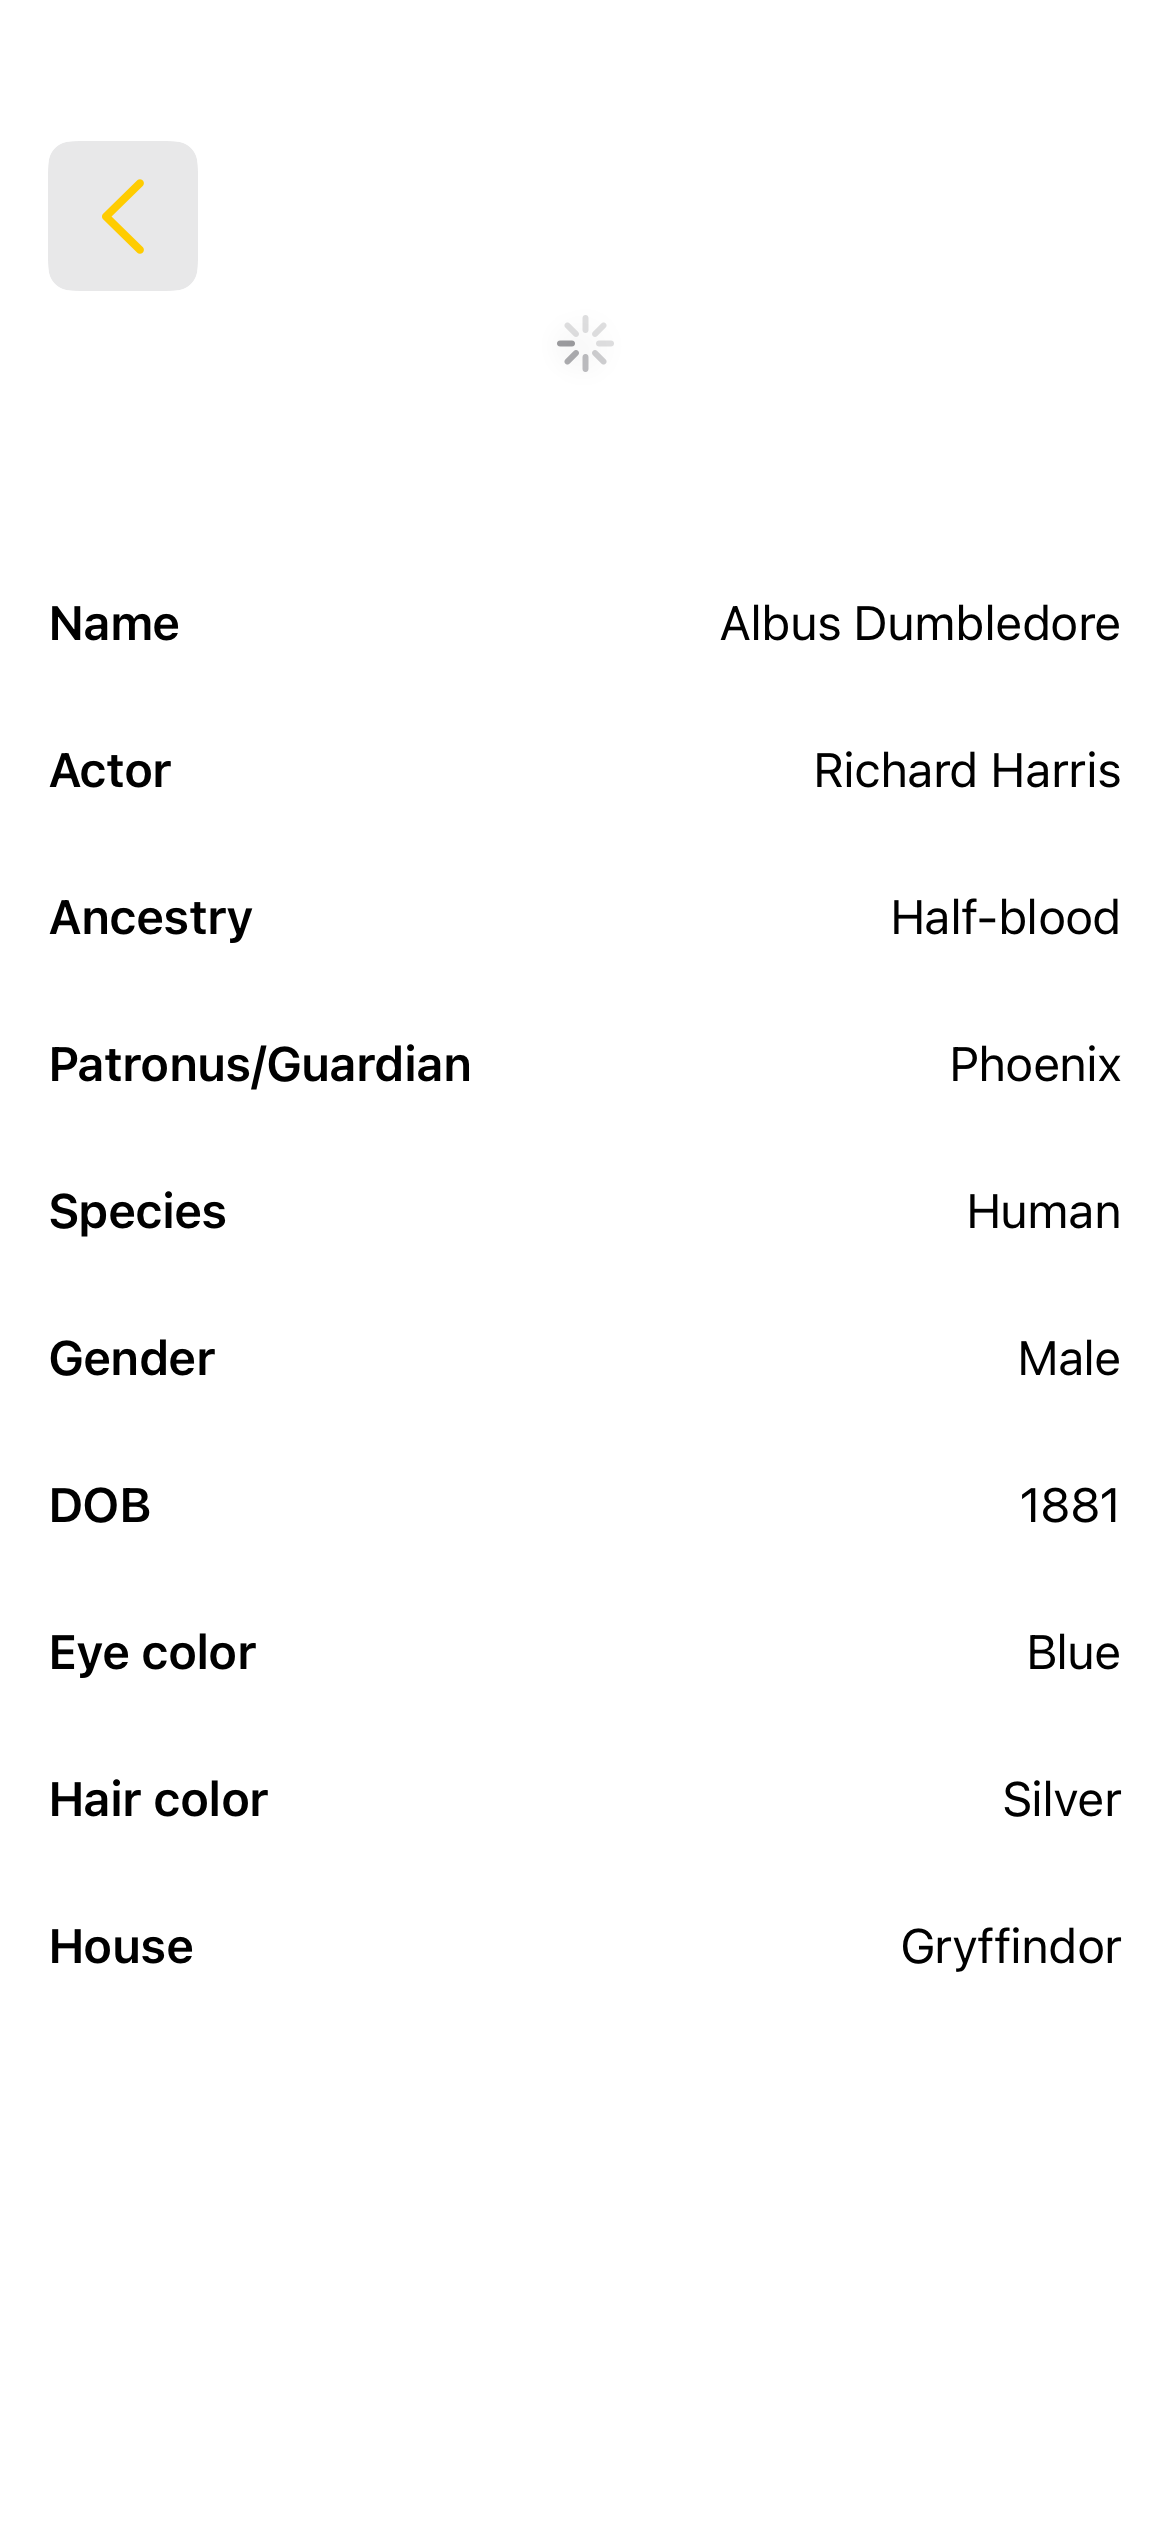 Name Albus Dumbledore
Actor Richard Harris
Ancestry Half-blood
Patronus/Guardian Phoenix
Species Human
Gender Male
DOB 1881
Eye color Blue
Hair color Silver
House Gryffindor